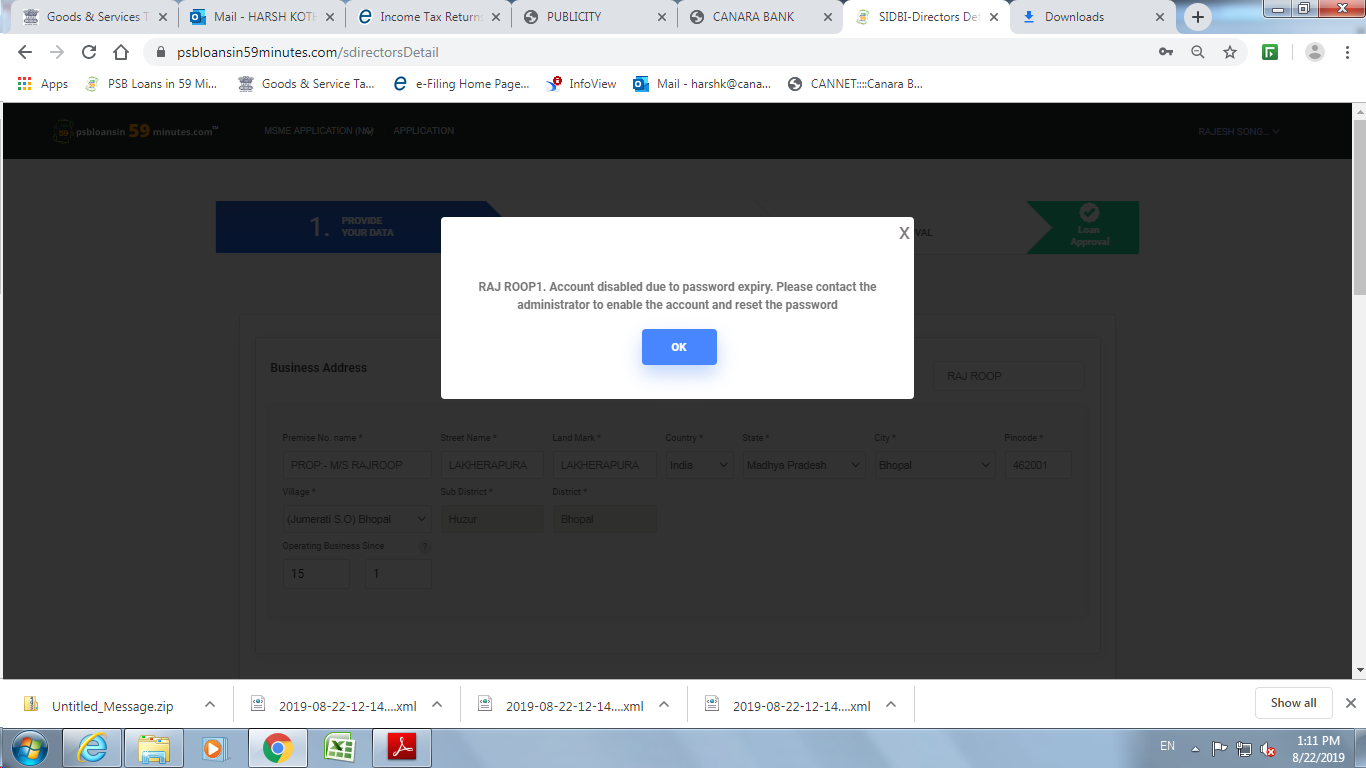 Goods & Services T
Mail - HARSH KOTH
Income Tax Returns
PUBLICITY
CANARA BANK
SIDBI-Directors Det
Downloads
psbloansin59minutes.com/sdirectorsDetail
Apps
PSB Loans in 59 Mi...
Goods & Service Ta...
e-Filing Home Page...
InfoView
Mail - harshk@cana...
CANNET::::Canara B...
59 psbloansin 59 minutes.com™
MSME APPLICATION (NA)
APPLICATION
RAJESH SONG...
1. PROVIDE
YOUR DATA
VAL
Loan
Approval
X
RAJ ROOP1. Account disabled due to password expiry. Please contact the
administrator to enable the account and reset the password
OK
Business Address
RAJ ROOP
Premise No. name *
Street Name *
Land Mark *
Country *
State *
City *
Pincode *
PROP:- M/S RAJROOP
LAKHERAPURA
LAKHERAPURA
India
Madhya Pradesh
Bhopal
462001
Village *
Sub District *
District *
(Jumerati S.O) Bhopal
Huzur
Bhopal
Operating Business Since
?
15
1
Untitled_Message.zip
2019-08-22-12-14....xml
2019-08-22-12-14....xml
2019-08-22-12-14....xml
Show all
EN
1:11 PM
8/22/2019